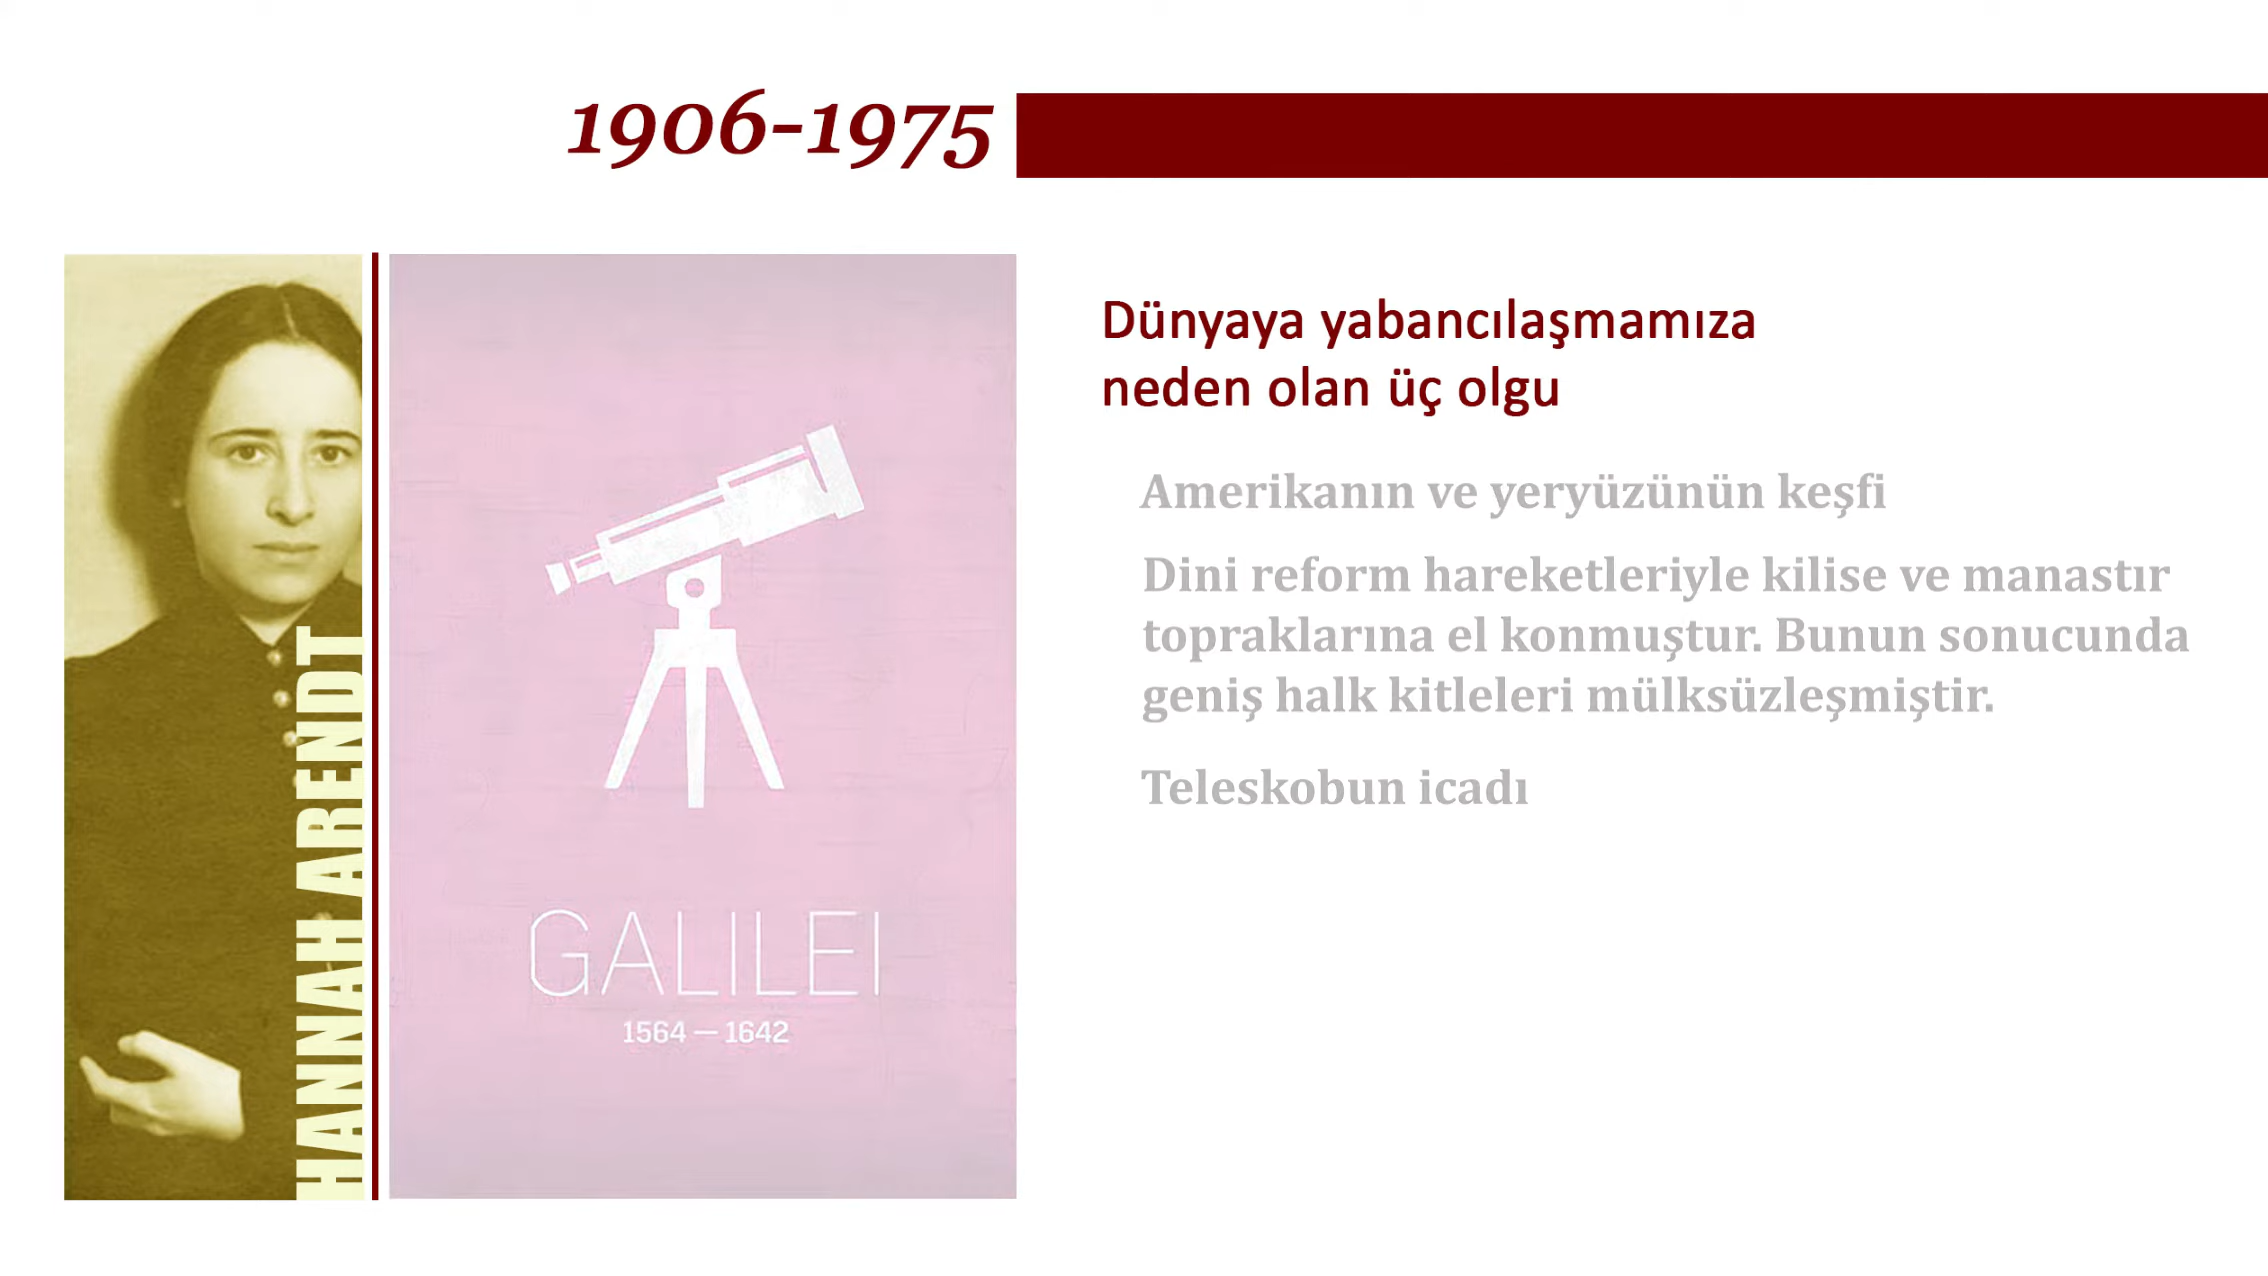 1906-1975
HANNAH ARENDT
GALILEI
1564 — 1642
Dünyaya yabancılaşmamıza
neden olan üç olgu
Amerikanın ve yeryüzünün keşfi
Dini reform hareketleriyle kilise ve manastır
topraklarına el konmuştur. Bunun sonucunda
geniş halk kitleleri mülksüzleşmiştir.
Teleskobun icadı